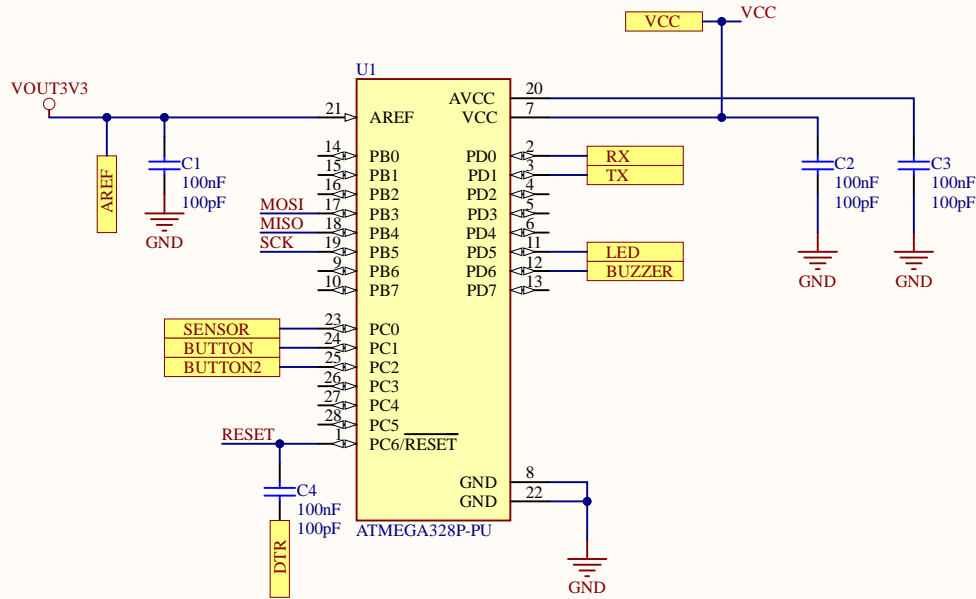 VCC
VCC
U1
VOUT3V3
21
AREF
AVCC
20
VCC
7
AREF
C1
100nF
100pF
GND
14
PB0
15
PB1
16
PB2
MOSI
17
PB3
MISO
18
PB4
SCK
19
PB5
9
PB6
10
PB7
PD0
2
RX
PD1
3
TX
PD2
4
PD3
5
PD4
6
PD5
11
LED
PD6
12
BUZZER
PD7
13
C2
100nF
100pF
GND
C3
100nF
100pF
GND
SENSOR
23
PC0
BUTTON
24
PC1
BUTTON2
25
PC2
26
PC3
27
PC4
28
PC5
RESET
1
PC6/RESET
C4
100nF
100pF
DTR
GND
8
GND
22
ATMEGA328P-PU
GND